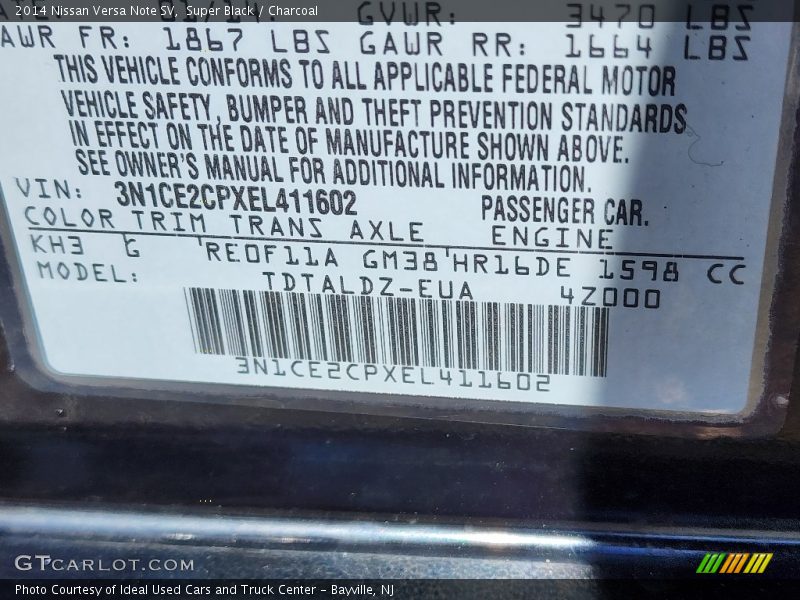 2014 Nissan Versa Note SV, Super Black / Charcoal
01/14. GVWR: 3470 LBS
AWR FR: 1867 LBS GAWR RR: 1664 LBS
THIS VEHICLE CONFORMS TO ALL APPLICABLE FEDERAL MOTOR
VEHICLE SAFETY, BUMPER AND THEFT PREVENTION STANDARDS
IN EFFECT ON THE DATE OF MANUFACTURE SHOWN ABOVE.
SEE OWNER'S MANUAL FOR ADDITIONAL INFORMATION.
VIN: 3N1CE2CPXEL411602 PASSENGER CAR.
COLOR TRIM TRANS AXLE ENGINE
KH3 G RE0F11A GM38 HR16DE 1598 CC
MODEL: TDTALDZ-EUA 4Z000
3N1CE2CPXEL411602
GTCARLOT.COM
Photo Courtesy of Ideal Used Cars and Truck Center - Bayville, NJ